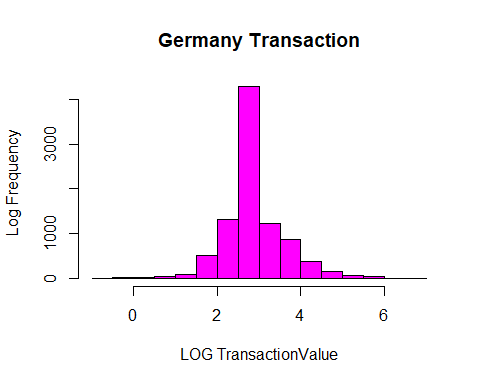 Germany Transaction
Log Frequency
3000
1000
0
0 2 4 6
LOG TransactionValue